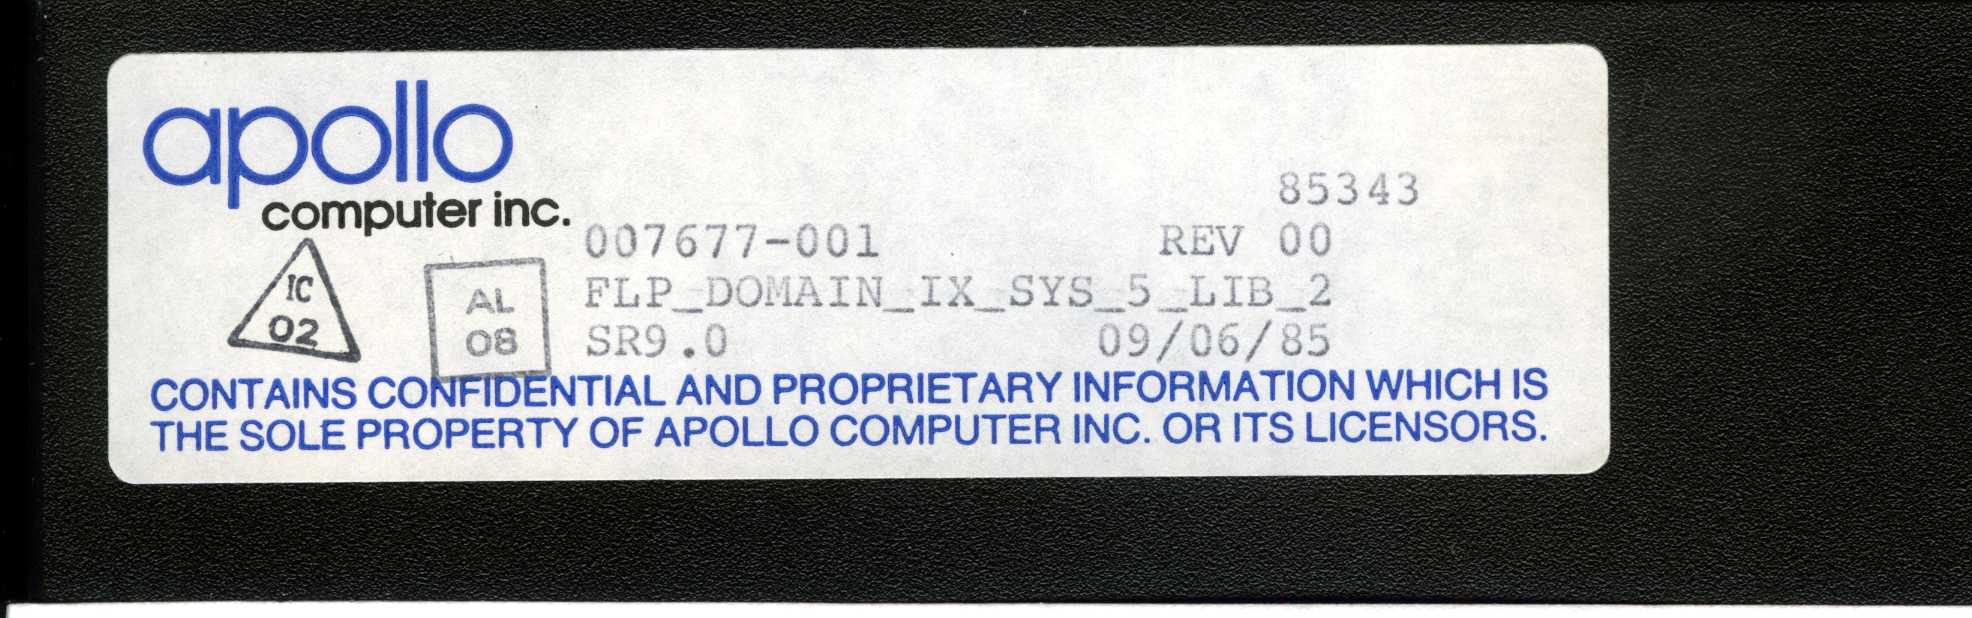 apollo
computer inc.
85343
007677-001 REV 00
FLP_DOMAIN_IX_SYS_5_LIB_2
SR9.0 09/06/85
IC
02
AL
08
CONTAINS CONFIDENTIAL AND PROPRIETARY INFORMATION WHICH IS
THE SOLE PROPERTY OF APOLLO COMPUTER INC. OR ITS LICENSORS.